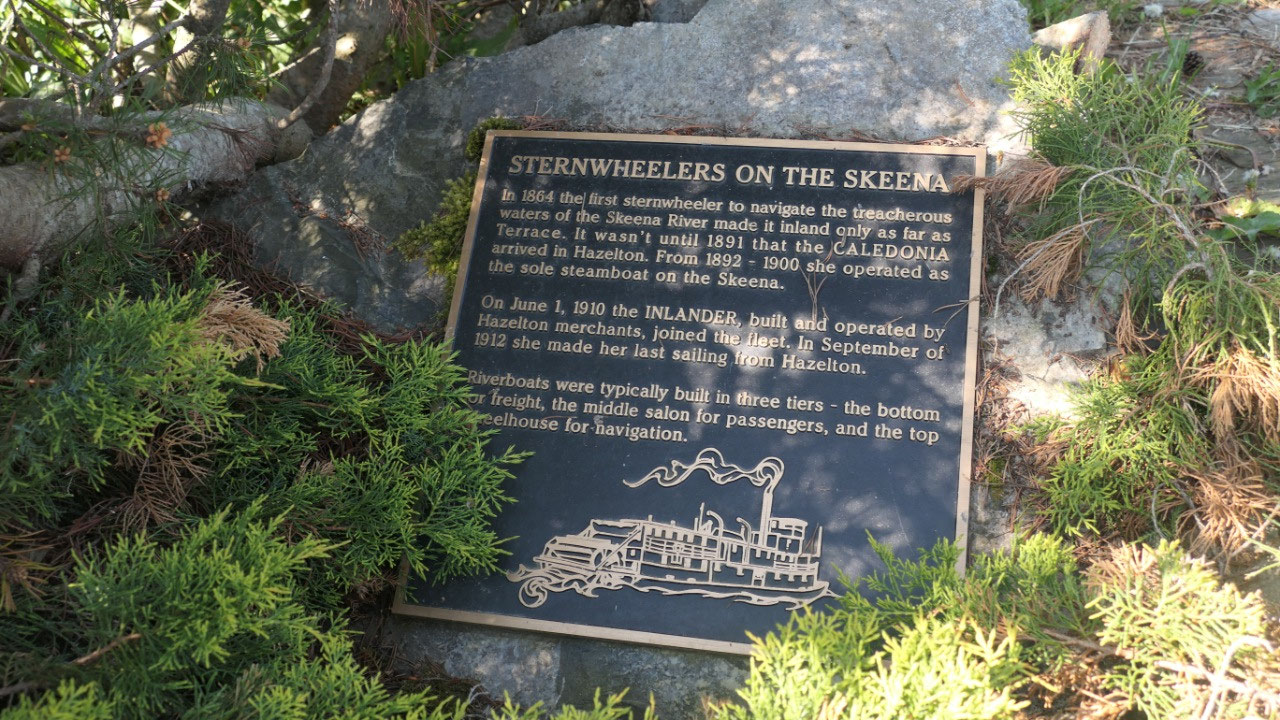 STERNWHEELERS ON THE SKEENA
In 1864 the first sternwheeler to navigate the treacherous
waters of the Skeena River made it inland only as far as
Terrace. It wasn't until 1891 that the CALEDONIA
arrived in Hazelton. From 1892 - 1900 she operated as
the sole steamboat on the Skeena.
On June 1, 1910 the INLANDER, built and operated by
Hazelton merchants, joined the fleet. In September of
1912 she made her last sailing from Hazelton.
Riverboats were typically built in three tiers - the bottom
or freight, the middle salon for passengers, and the top
eelhouse for navigation.